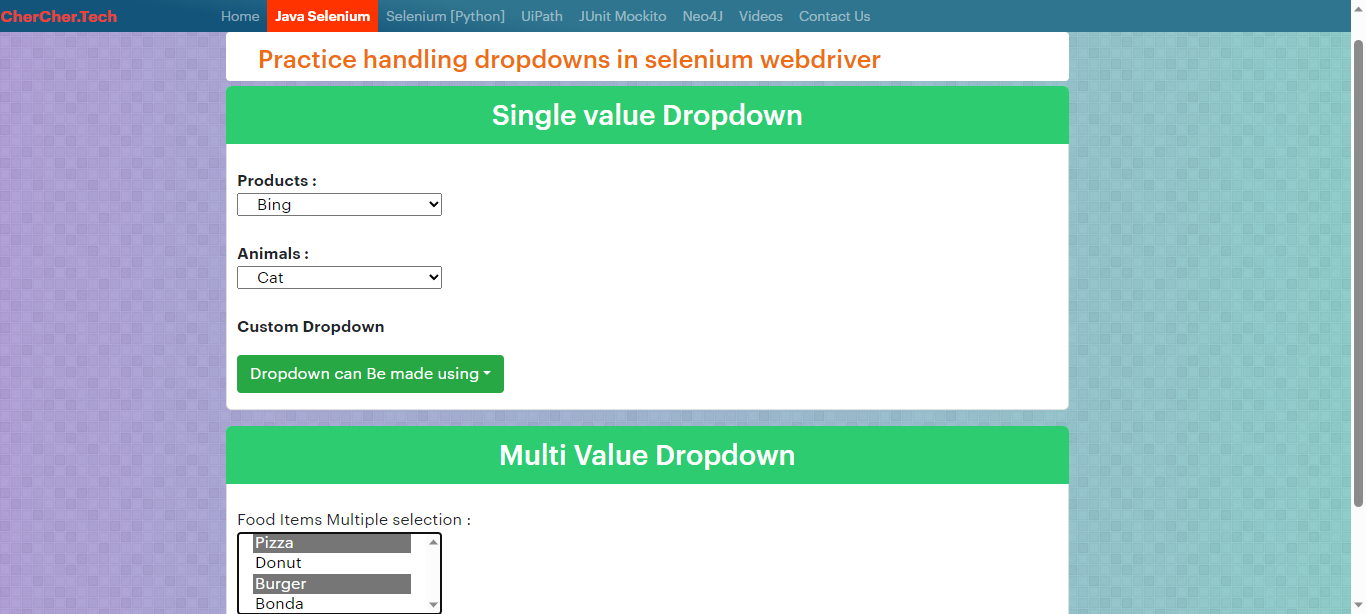 CherCher.Tech Home Java Selenium Selenium [Python] UiPath JUnit Mockito Neo4J Videos Contact Us
Practice handling dropdowns in selenium webdriver
Single value Dropdown
Products :
Bing
Animals :
Cat
Custom Dropdown
Dropdown can Be made using
Multi Value Dropdown
Food Items Multiple selection :
Pizza
Donut
Burger
Bonda